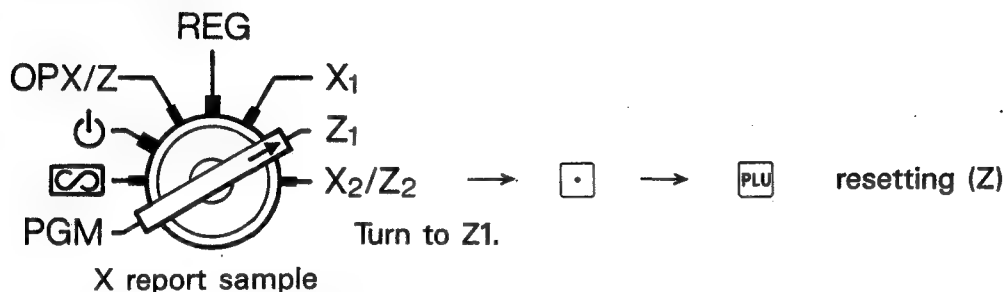 REG
OPX/Z X1
Z1
X2/Z2 → · → PLU resetting (Z)
PGM Turn to Z1.
X report sample